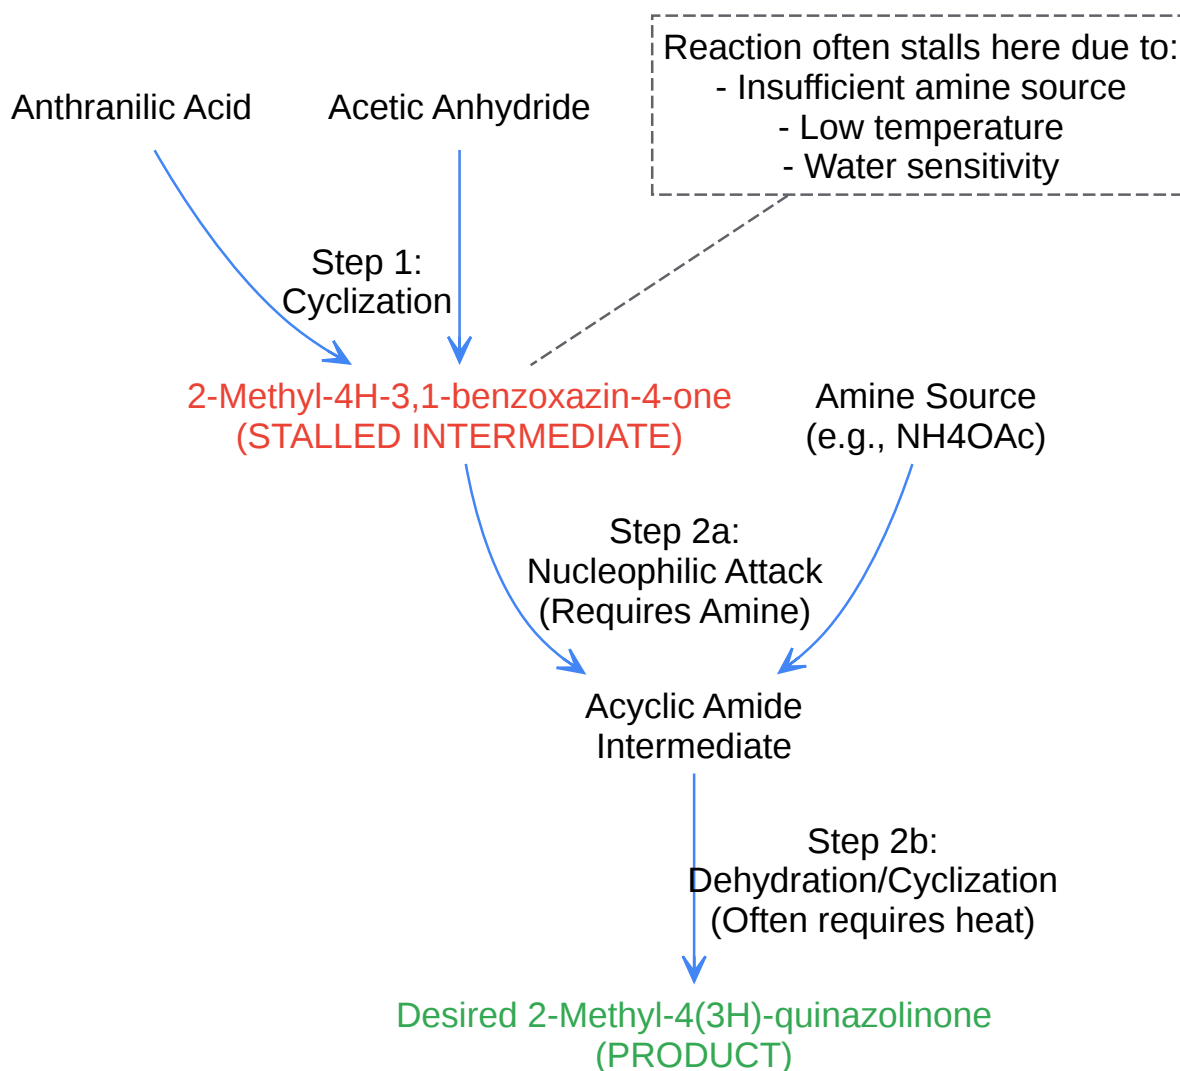 Reaction often stalls here due to:
- Insufficient amine source
- Low temperature
- Water sensitivity
Anthranilic Acid
Acetic Anhydride
Step 1:
Cyclization
2-Methyl-4H-3,1-benzoxazin-4-one
(STALLED INTERMEDIATE)
Amine Source
(e.g., NH4OAc)
Step 2a:
Nucleophilic Attack
(Requires Amine)
Acyclic Amide
Intermediate
Step 2b:
Dehydration/Cyclization
(Often requires heat)
Desired 2-Methyl-4(3H)-quinazolinone
(PRODUCT)